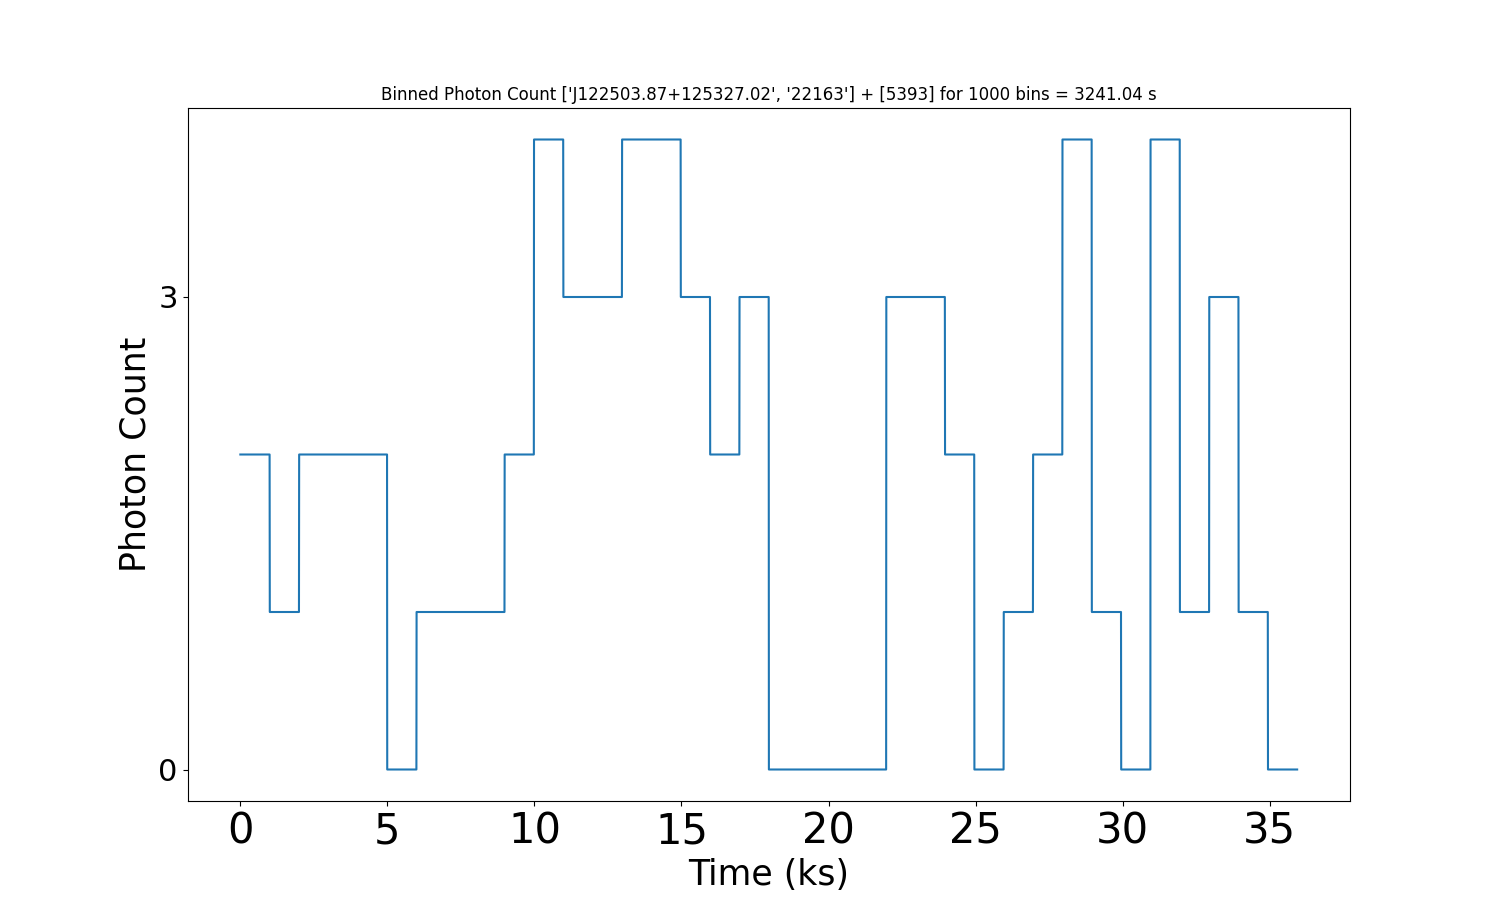 Binned Photon Count ['J122503.87+125327.02', '22163'] + [5393] for 1000 bins = 3241.04 s
3
0
Photon Count
0 5 10 15 20 25 30 35
Time (ks)